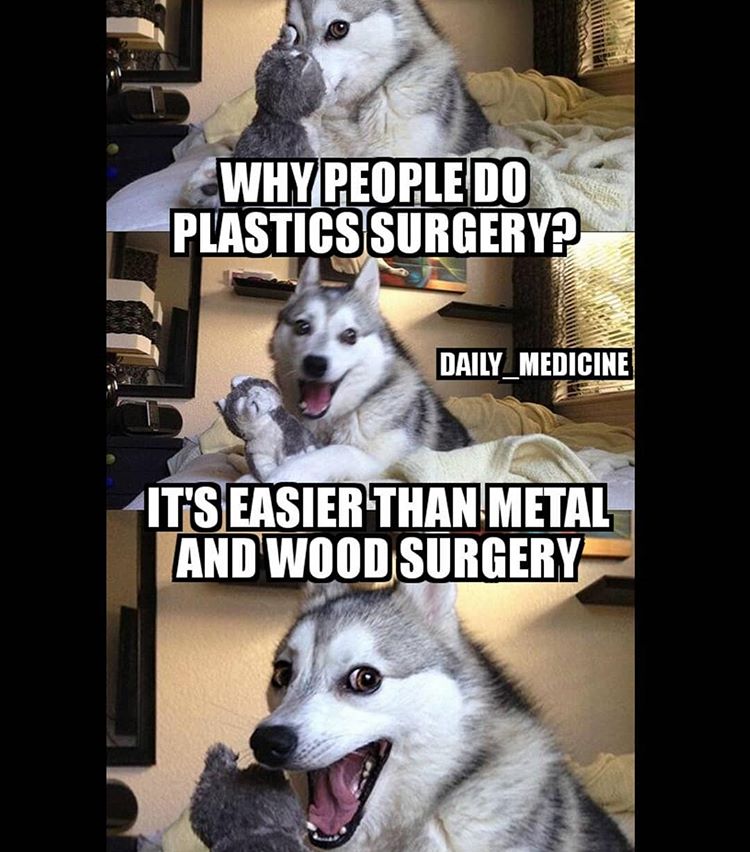 WHY PEOPLE DO
PLASTICS SURGERY?
DAILY_MEDICINE
IT'S EASIER THAN METAL
AND WOOD SURGERY